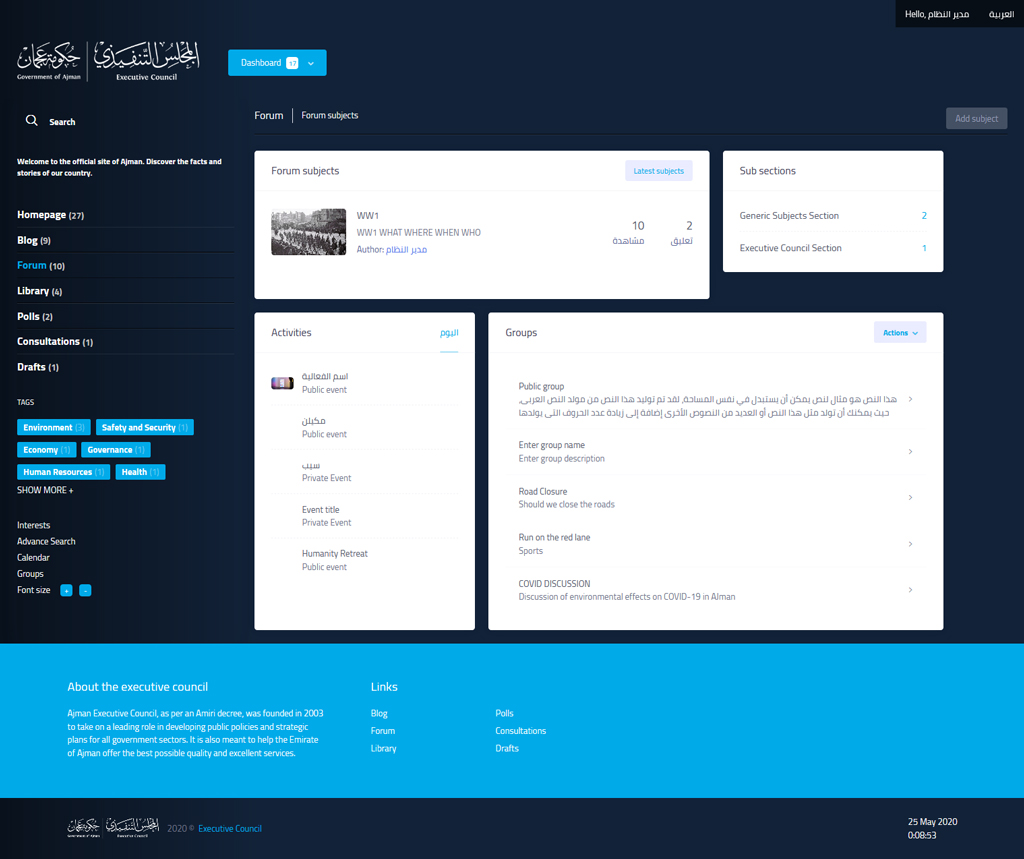 Hello, مدير النظام
العربية
حكومة عجمان
المجلس التنفيذي
Government of Ajman
Executive Council
Dashboard 17
Search
Forum
Forum subjects
Add subject
Welcome to the official site of Ajman. Discover the facts and
stories of our country.
Homepage (27)
Blog (9)
Forum (10)
Library (4)
Polls (2)
Consultations (1)
Drafts (1)
TAGS
Environment (3)
Safety and Security (1)
Economy (1)
Governance (1)
Human Resources (1)
Health (1)
SHOW MORE +
Interests
Advance Search
Calendar
Groups
Font size + -
Forum subjects
Latest subjects
WW1
WW1 WHAT WHERE WHEN WHO
Author: مدير النظام
10
مشاهدة
2
تعليق
Sub sections
Generic Subjects Section 2
Executive Council Section 1
Activities
اليوم
اسم الفعالية
Public event
مكيلن
Public event
سيب
Private Event
Event title
Private Event
Humanity Retreat
Public event
Groups
Actions
Public group
هذا النص هو مثال لنص يمكن أن يستبدل في نفس المساحة، لقد تم توليد هذا النص من مولد النص العربى،
حيث يمكنك أن تولد مثل هذا النص أو العديد من النصوص الأخرى إضافة إلى زيادة عدد الحروف التى يولدها
Enter group name
Enter group description
Road Closure
Should we close the roads
Run on the red lane
Sports
COVID DISCUSSION
Discussion of environmental effects on COVID-19 in AIman
About the executive council
Ajman Executive Council, as per an Amiri decree, was founded in 2003
to take on a leading role in developing public policies and strategic
plans for all government sectors. It is also meant to help the Emirate
of Ajman offer the best possible quality and excellent services.
Links
Blog
Polls
Forum
Consultations
Library
Drafts
حكومة عجمان
المجلس التنفيذي
Government of Ajman
Executive Council
2020 © Executive Council
25 May 2020
0:08:53